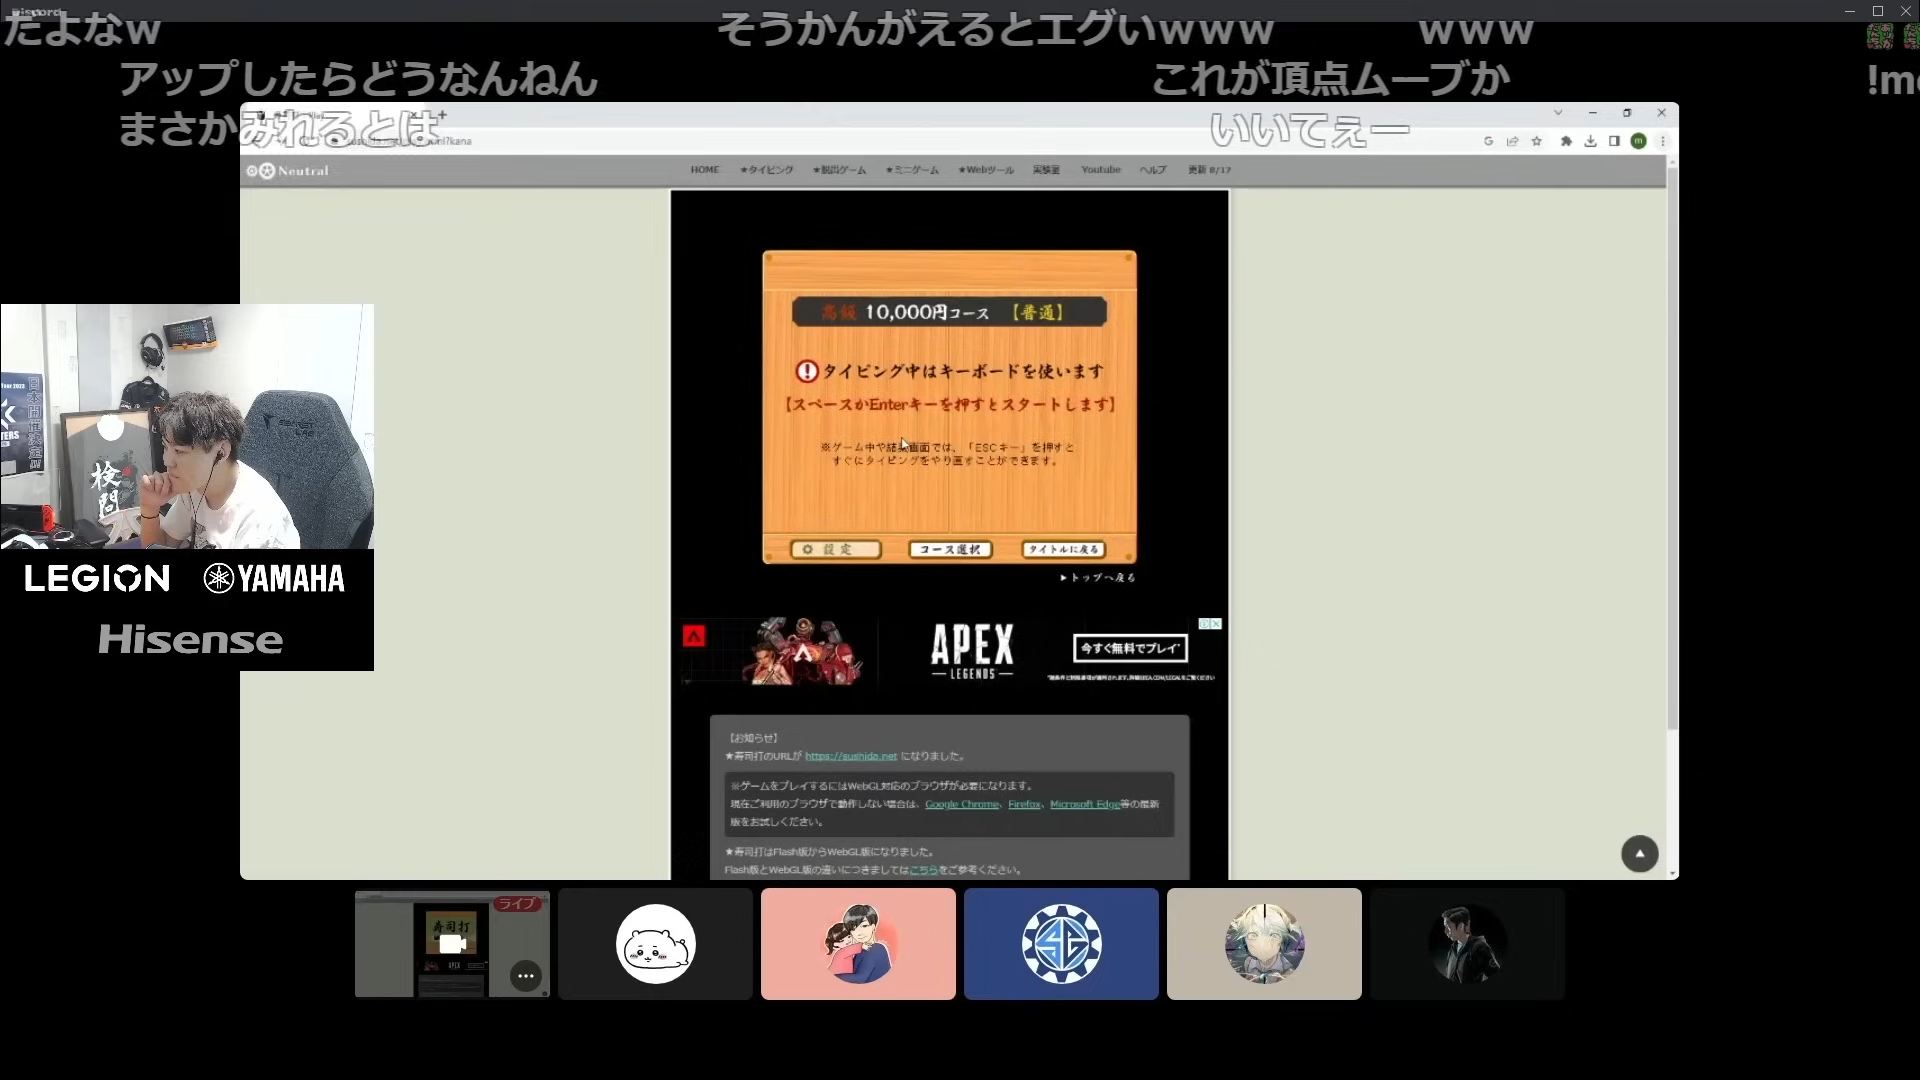 Discord
たよなw
そうかんがえるとエグいwww
www
アップしたらどうなんねん
これが頂点ムーブか
!m
まさかみれるとは
いいてぇー
Neutral
HOME ★タイピング ★脱出ゲーム ★ミニゲーム ★Webツール 実験室 Youtube ヘルプ 更新 8/17
高級 10,000円コース 【普通】
タイピング中はキーボードを使います
【スペースかEnterキーを押すとスタートします】
※ゲーム中や結果画面では、「ESCキー」を押すと
すぐにタイピングをやり直すことができます。
設定 コース選択 タイトルに戻る
▶トップへ戻る
検問
LEGION YAMAHA
Hisense
APEX
LEGENDS
今すぐ無料でプレイ*
【お知らせ】
★寿司打のURLが https://sushida.net になりました。
※ゲームをプレイするにはWebGL対応のブラウザが必要になります。
現在ご利用のブラウザで動作しない場合は、Google Chrome、Firefox、Microsoft Edge等の最新
版をお試しください。
★寿司打はFlash版からWebGL版になりました。
Flash版とWebGL版の違いにつきましてはこちらをご参考ください。
ライブ
寿司打